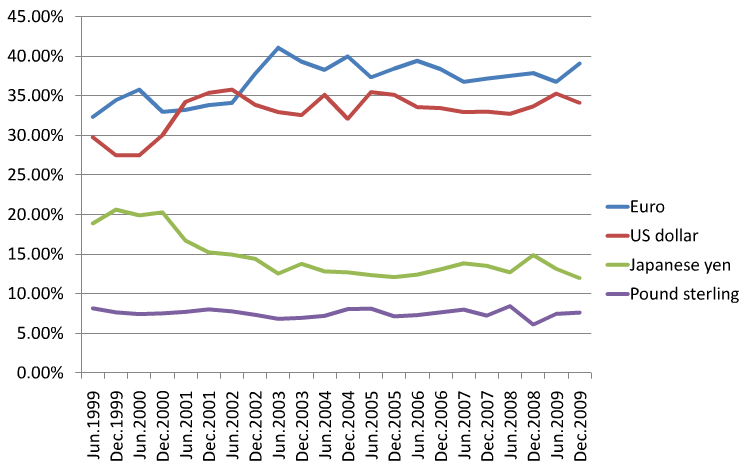 45.00%
40.00%
35.00%
30.00%
25.00%
20.00%
15.00%
10.00%
5.00%
0.00%
Euro
US dollar
Japanese yen
Pound sterling
Jun.1999
Dec.1999
Jun.2000
Dec.2000
Jun.2001
Dec.2001
Jun.2002
Dec.2002
Jun.2003
Dec.2003
Jun.2004
Dec.2004
Jun.2005
Dec.2005
Jun.2006
Dec.2006
Jun.2007
Dec.2007
Jun.2008
Dec.2008
Jun.2009
Dec.2009